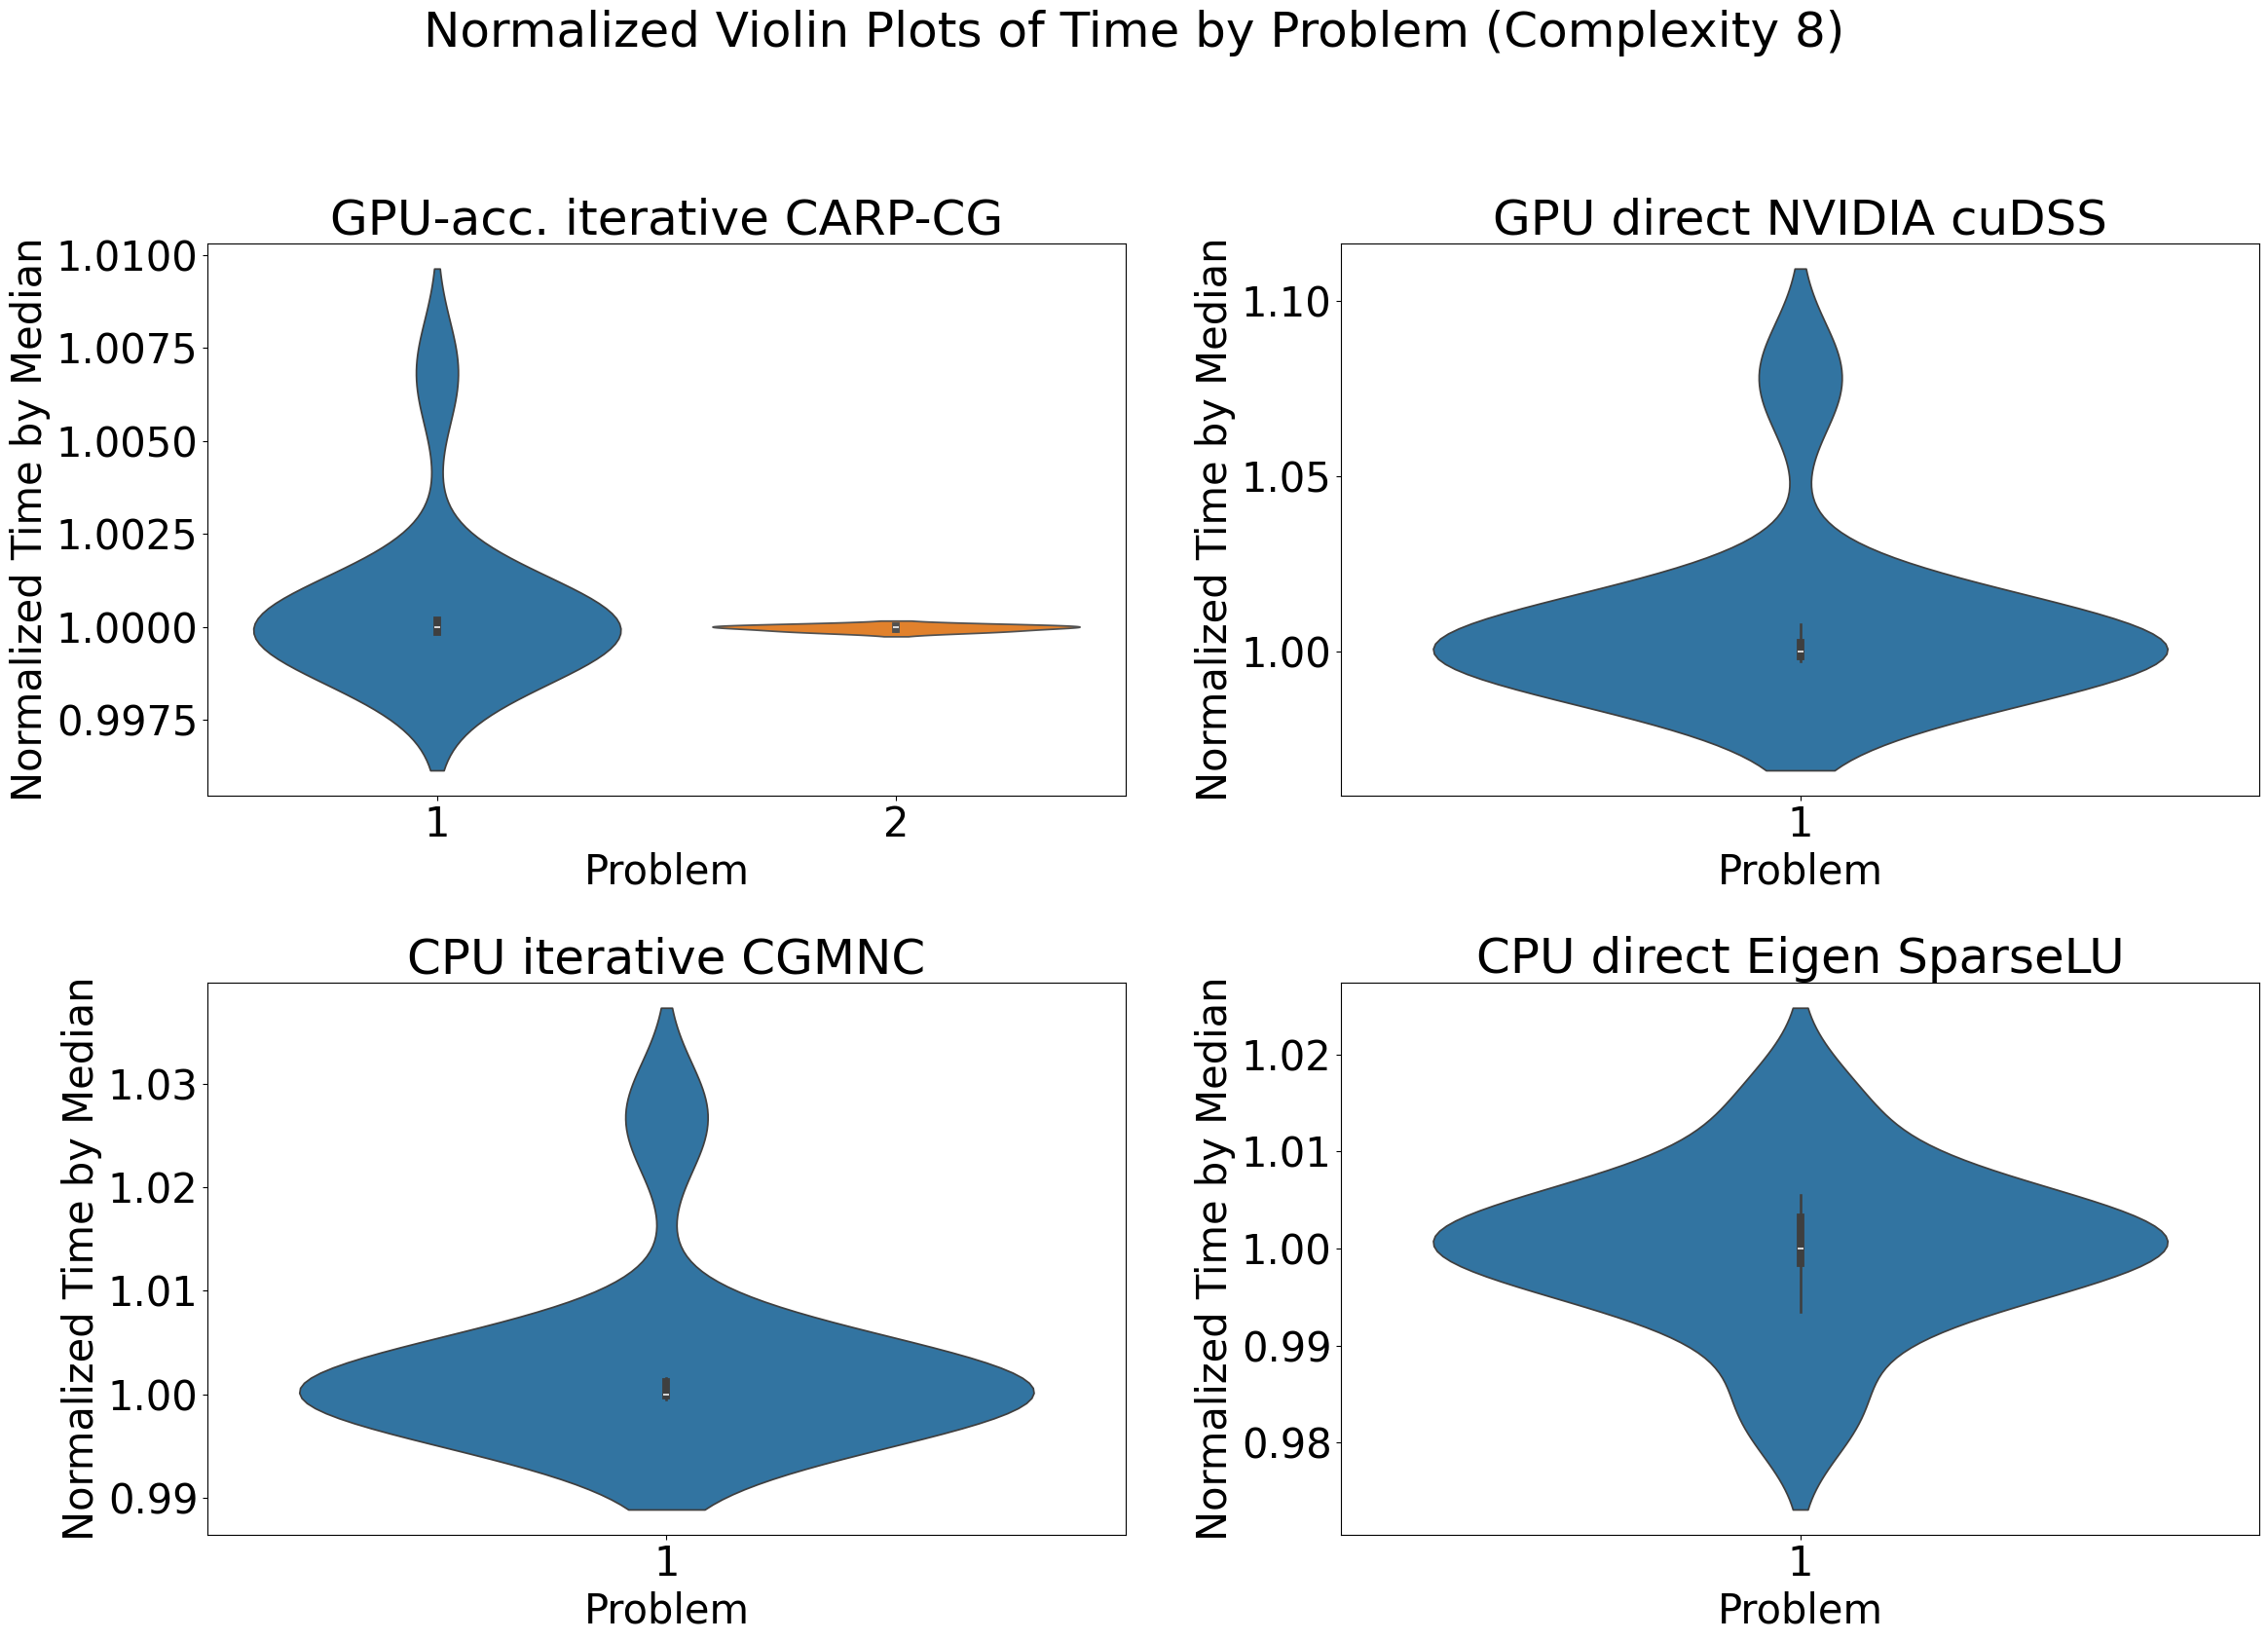 Normalized Violin Plots of Time by Problem (Complexity 8)
GPU-acc. iterative CARP-CG
Normalized Time by Median
1.0100
1.0075
1.0050
1.0025
1.0000
0.9975
1 2
Problem
GPU direct NVIDIA cuDSS
Normalized Time by Median
1.10
1.05
1.00
1
Problem
CPU iterative CGMNC
Normalized Time by Median
1.03
1.02
1.01
1.00
0.99
1
Problem
CPU direct Eigen SparseLU
Normalized Time by Median
1.02
1.01
1.00
0.99
0.98
1
Problem